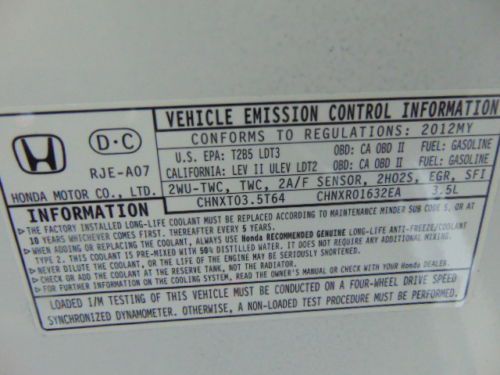 VEHICLE EMISSION CONTROL INFORMATION
CONFORMS TO REGULATIONS: 2012MY
D·C
RJE-A07
HONDA MOTOR CO., LTD.
U.S. EPA: T2B5 LDT3 OBD: CA OBD II FUEL: GASOLINE
CALIFORNIA: LEV II ULEV LDT2 OBD: CA OBD II FUEL: GASOLINE
2WU-TWC, TWC, 2A/F SENSOR, 2HO2S, EGR, SFI
CHNXT03.5T64 CHNXR01632EA 3.5L
INFORMATION
▷THE FACTORY INSTALLED LONG-LIFE COOLANT MUST BE REPLACED ACCORDING TO MAINTENANCE MINDER SUB CODE 5, OR AT
10 YEARS WHICHEVER COMES FIRST. THEREAFTER EVERY 5 YEARS.
▷WHEN ADDING OR REPLACING THE COOLANT, ALWAYS USE Honda RECOMMENDED GENUINE LONG-LIFE ANTI-FREEZE/COOLANT
TYPE 2. THIS COOLANT IS PRE-MIXED WITH 50% DISTILLED WATER. IT DOES NOT REQUIRE ANY ADDITIONAL MIXING.
▷NEVER DILUTE THE COOLANT, OR LIFE OF THE ENGINE MAY BE SERIOUSLY SHORTENED.
▷CHECK OR ADD THE COOLANT AT THE RESERVE TANK, NOT THE RADIATOR.
▷FOR FURTHER INFORMATION ON THE COOLING SYSTEM, READ THE OWNER'S MANUAL OR CHECK WITH YOUR Honda DEALER.
LOADED I/M TESTING OF THIS VEHICLE MUST BE CONDUCTED ON A FOUR-WHEEL DRIVE SPEED
SYNCHRONIZED DYNAMOMETER. OTHERWISE, A NON-LOADED TEST PROCEDURE MUST BE PERFORMED.